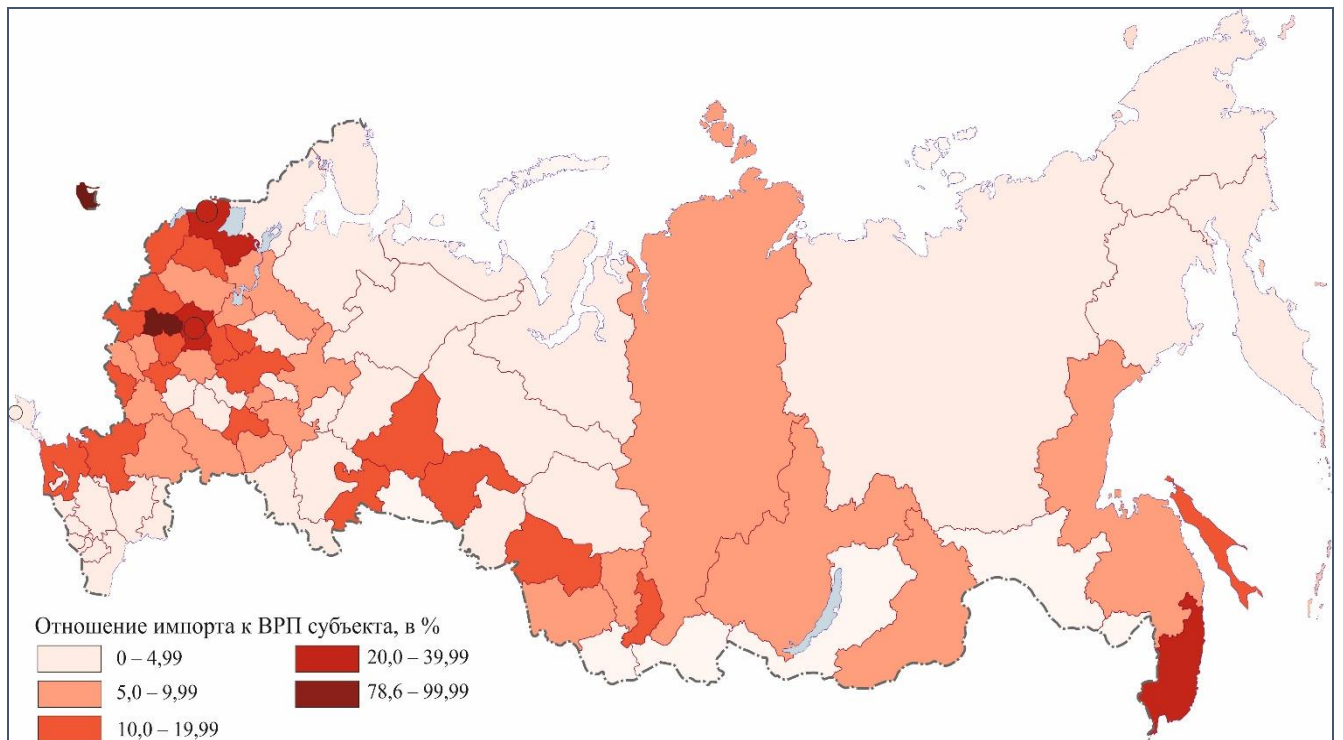 Отношение импорта к ВРП субъекта, в %
0 – 4,99
5,0 – 9,99
10,0 – 19,99
20,0 – 39,99
78,6 – 99,99